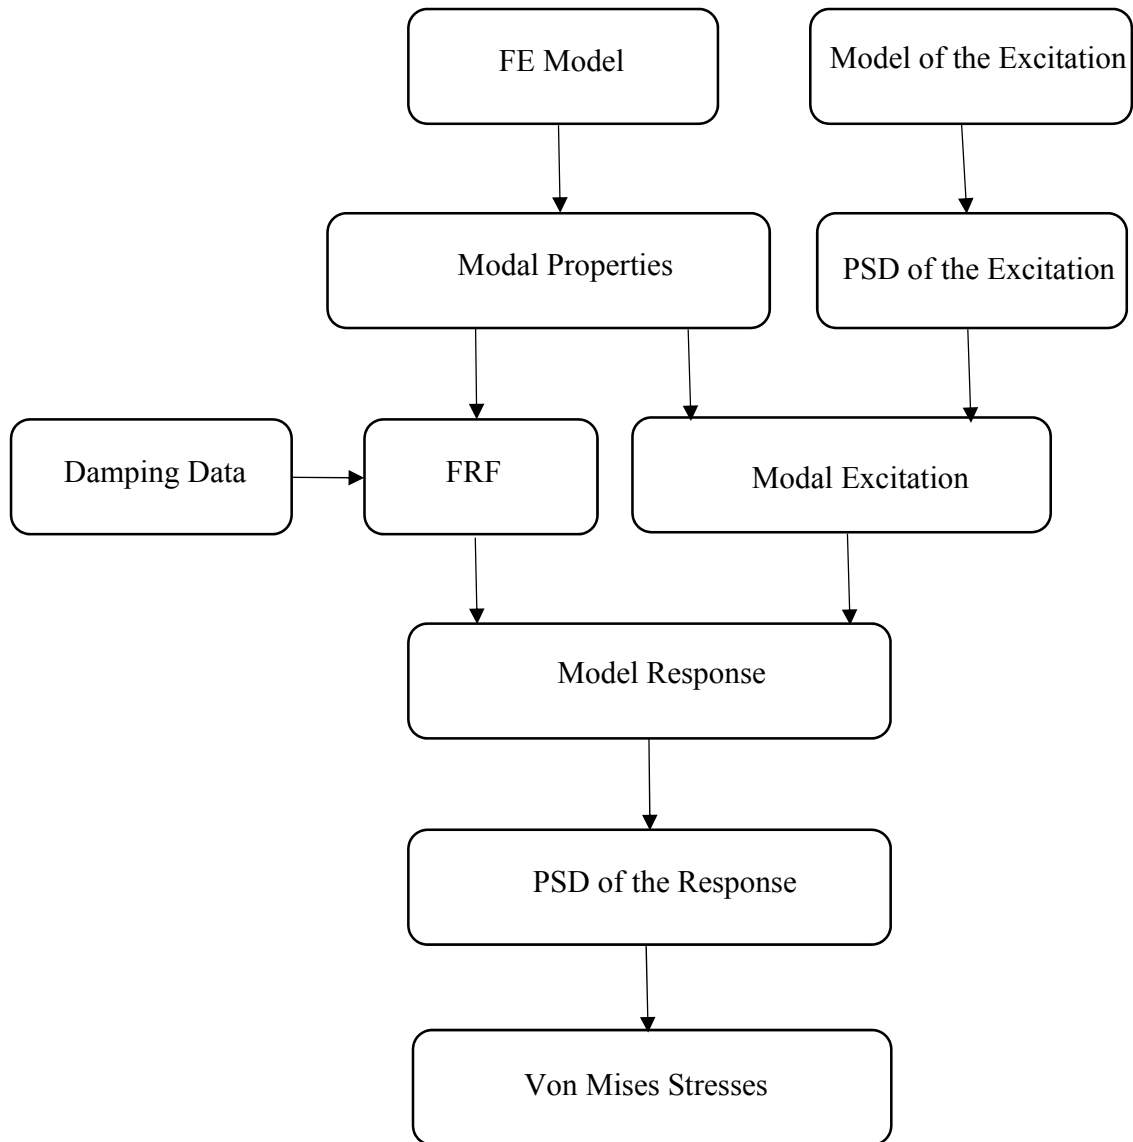 FE Model
Model of the Excitation
Modal Properties
PSD of the Excitation
Damping Data
FRF
Modal Excitation
Model Response
PSD of the Response
Von Mises Stresses